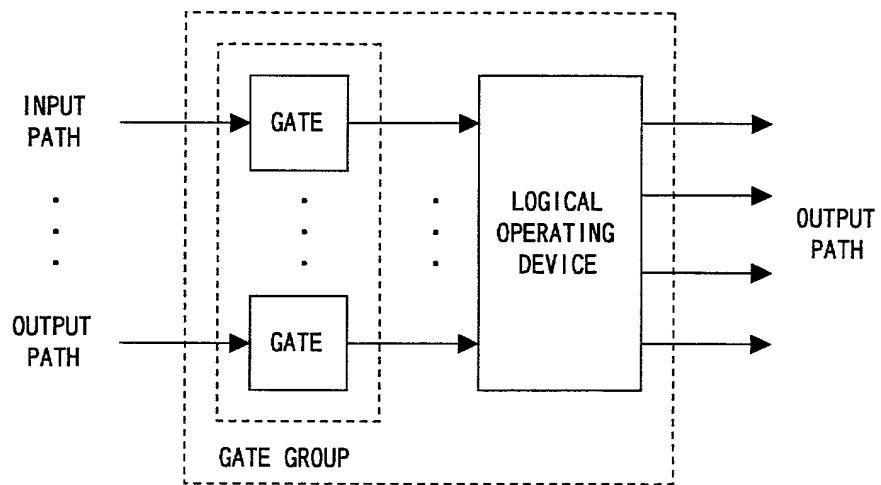 INPUT
PATH
GATE
LOGICAL
OPERATING
DEVICE
OUTPUT
PATH
OUTPUT
PATH
GATE
GATE GROUP